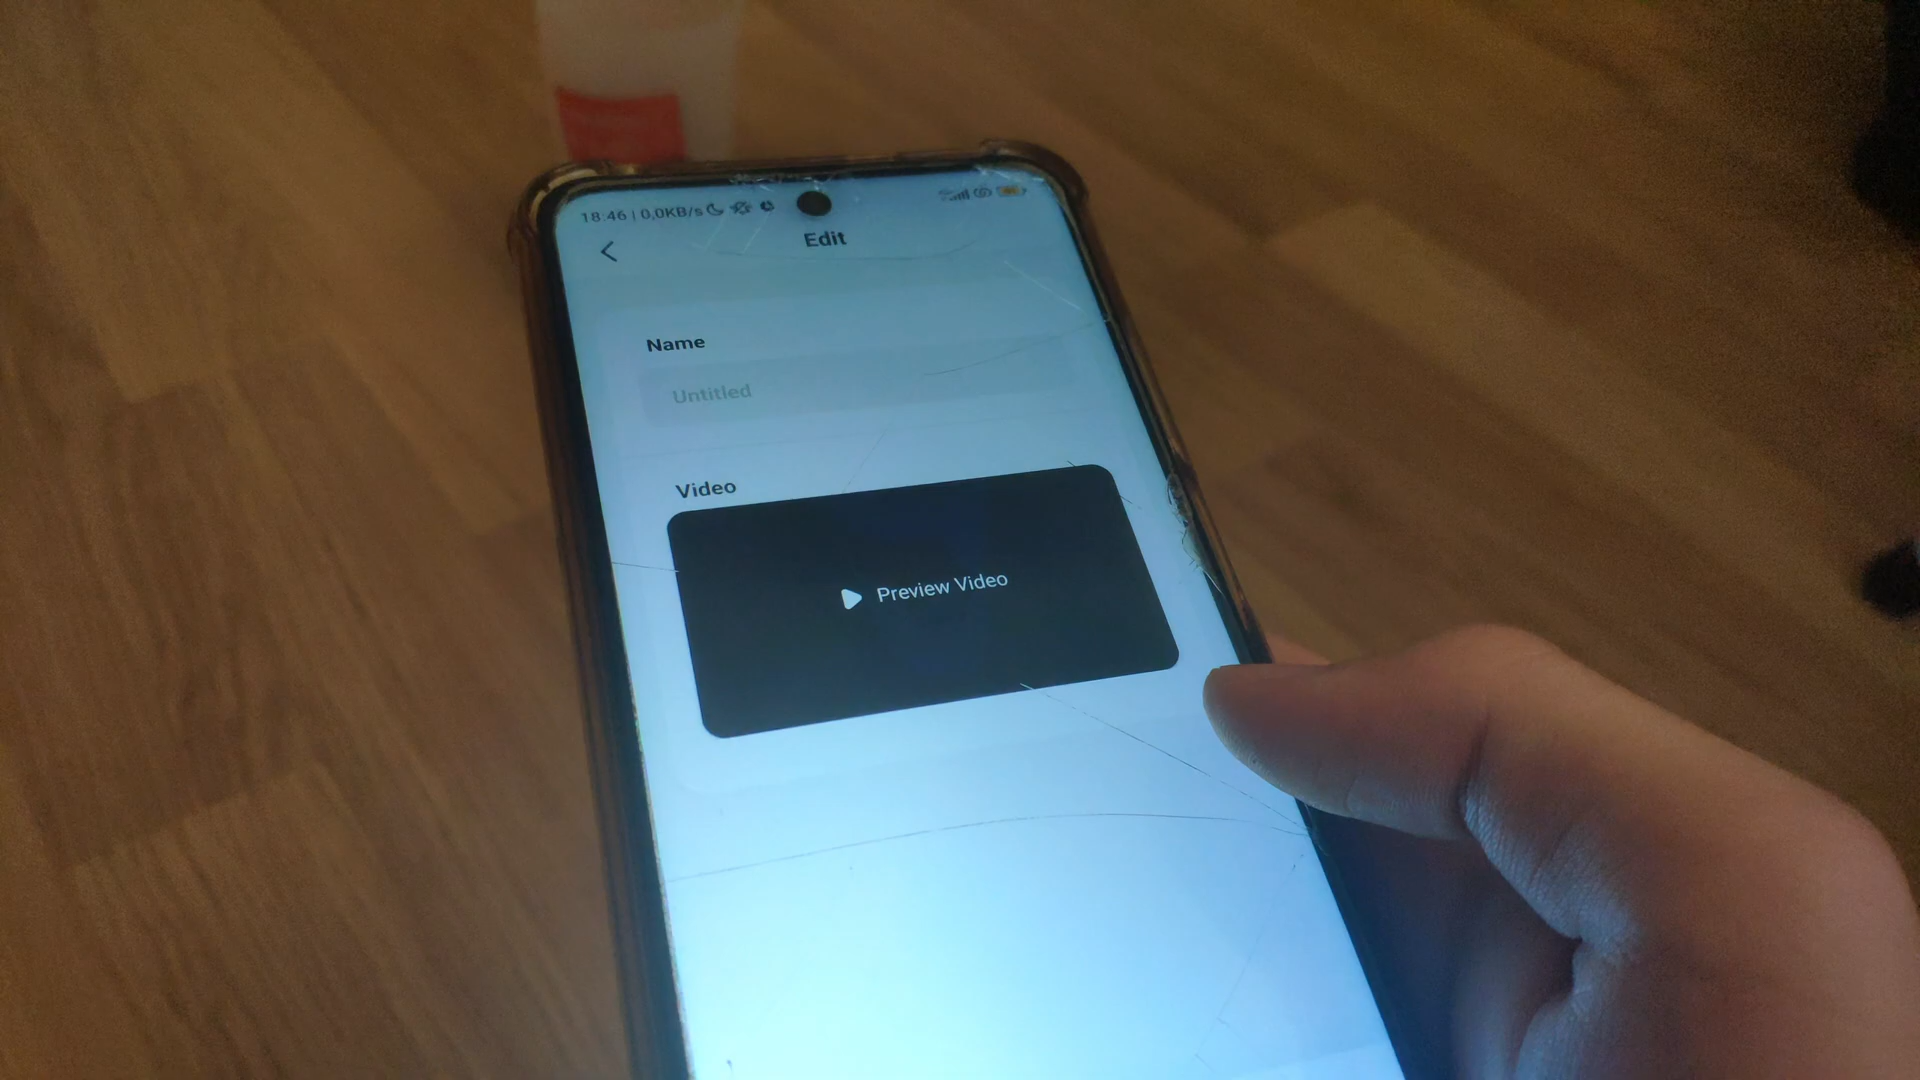 18:46 | 0,0KB/s
Edit
Name
Untitled
Video
Preview Video